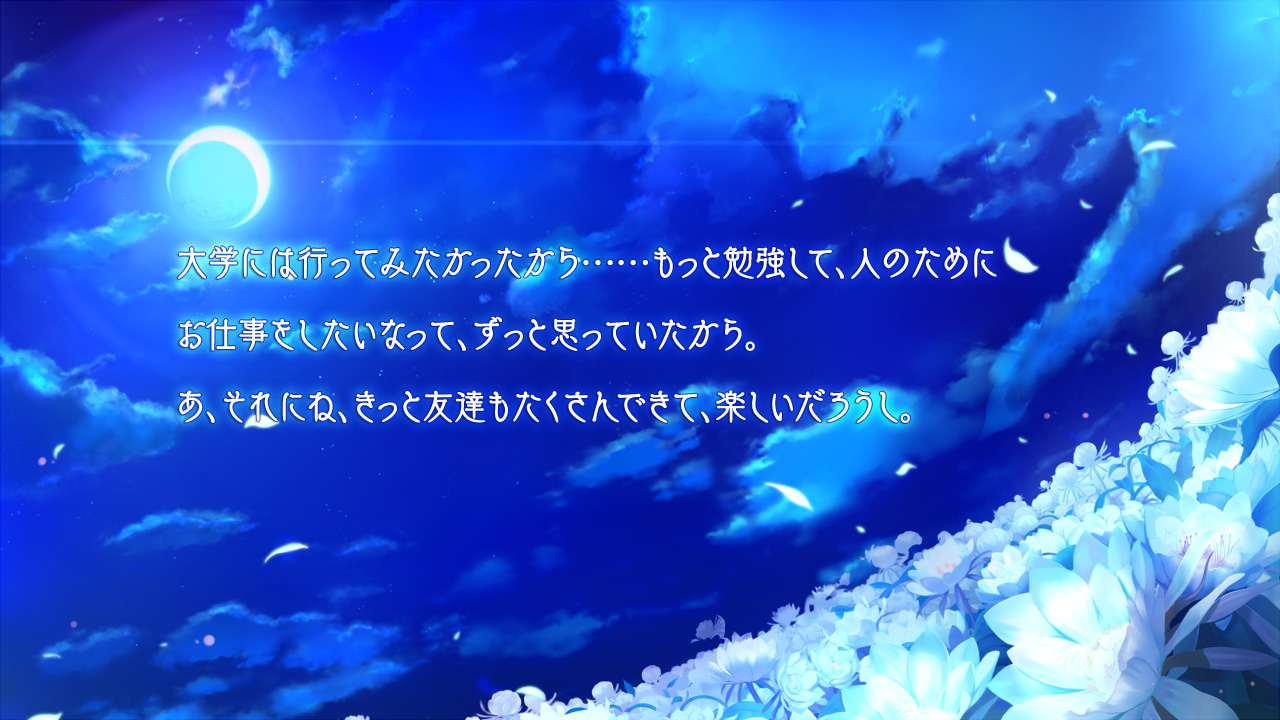 大学には行ってみたかったから……もっと勉強して、人のために
お仕事をしたいなって、ずっと思っていたから。
あ、それにね、きっと友達もたくさんできて、楽しいだろうし。